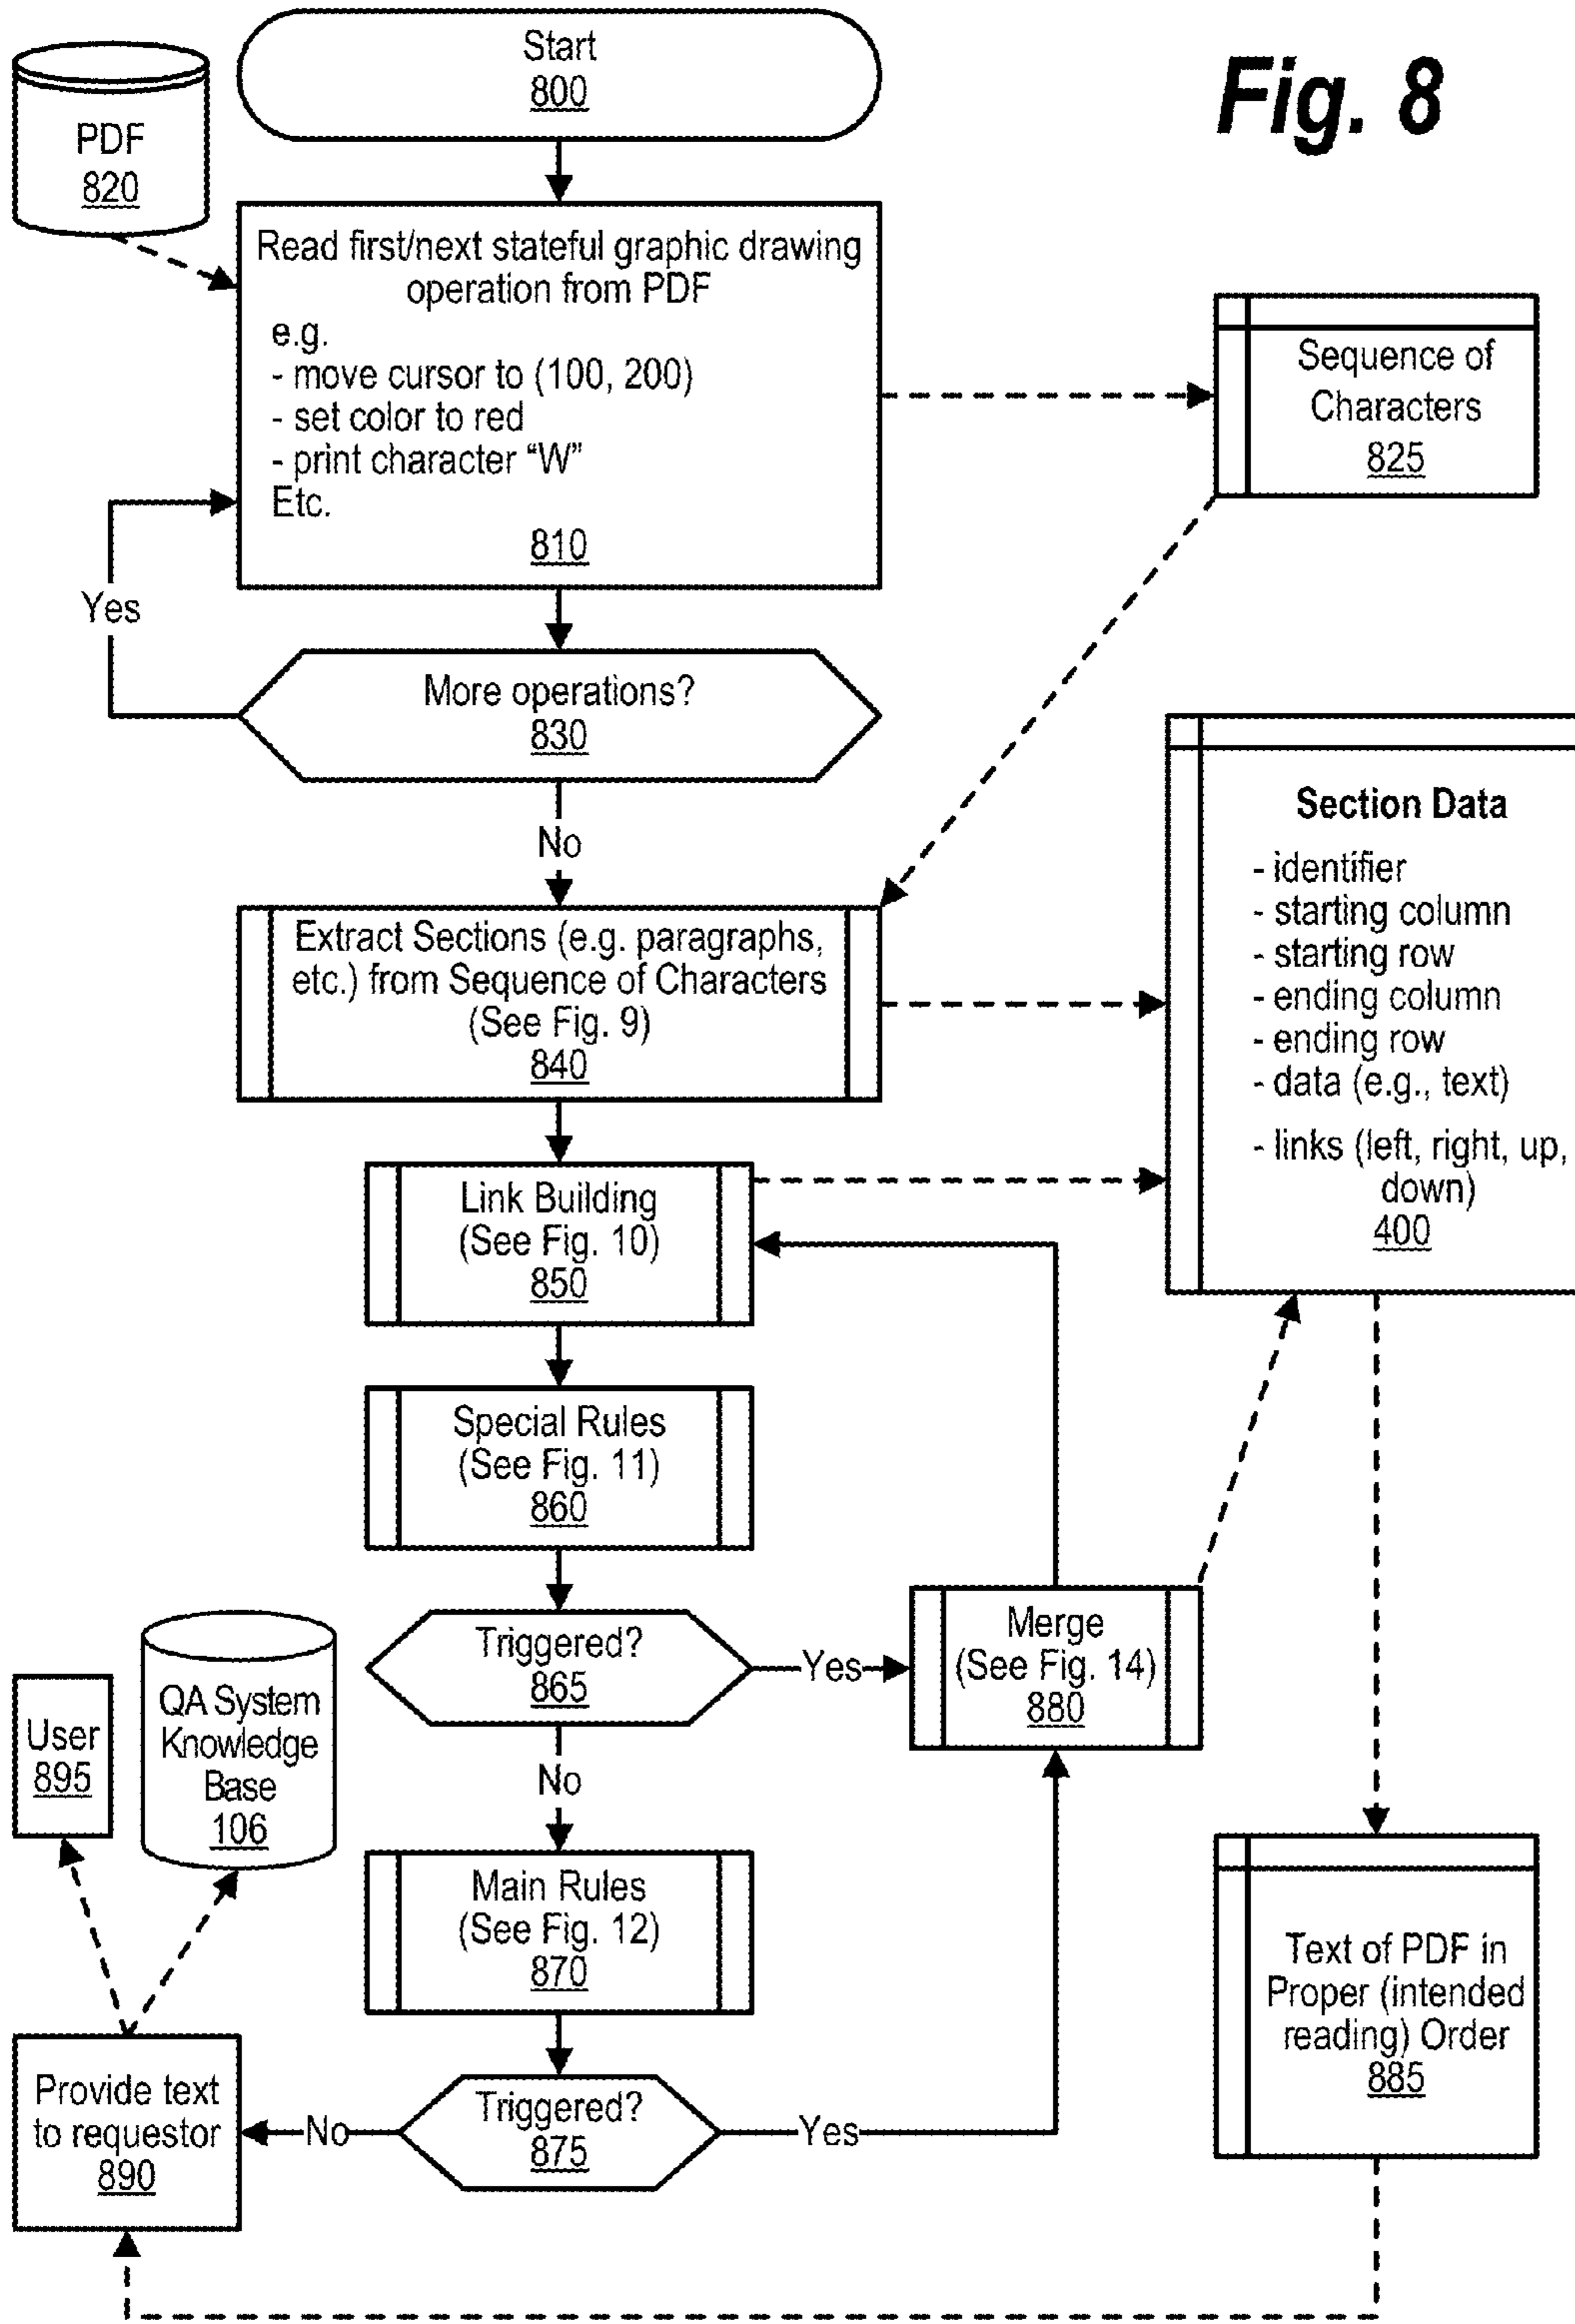 Fig. 8
Start
800
PDF
820
Read first/next stateful graphic drawing
operation from PDF
e.g.
- move cursor to (100, 200)
- set color to red
- print character “W”
Etc.
810
Sequence of
Characters
825
Yes
More operations?
830
No
Extract Sections (e.g. paragraphs,
etc.) from Sequence of Characters
(See Fig. 9)
840
Section Data
- identifier
- starting column
- starting row
- ending column
- ending row
- data (e.g., text)
- links (left, right, up,
down)
400
Link Building
(See Fig. 10)
850
Special Rules
(See Fig. 11)
860
Triggered?
865
Yes
Merge
(See Fig. 14)
880
No
User
895
QA System
Knowledge
Base
106
Main Rules
(See Fig. 12)
870
Text of PDF in
Proper (intended
reading) Order
885
Provide text
to requestor
890
No
Triggered?
875
Yes